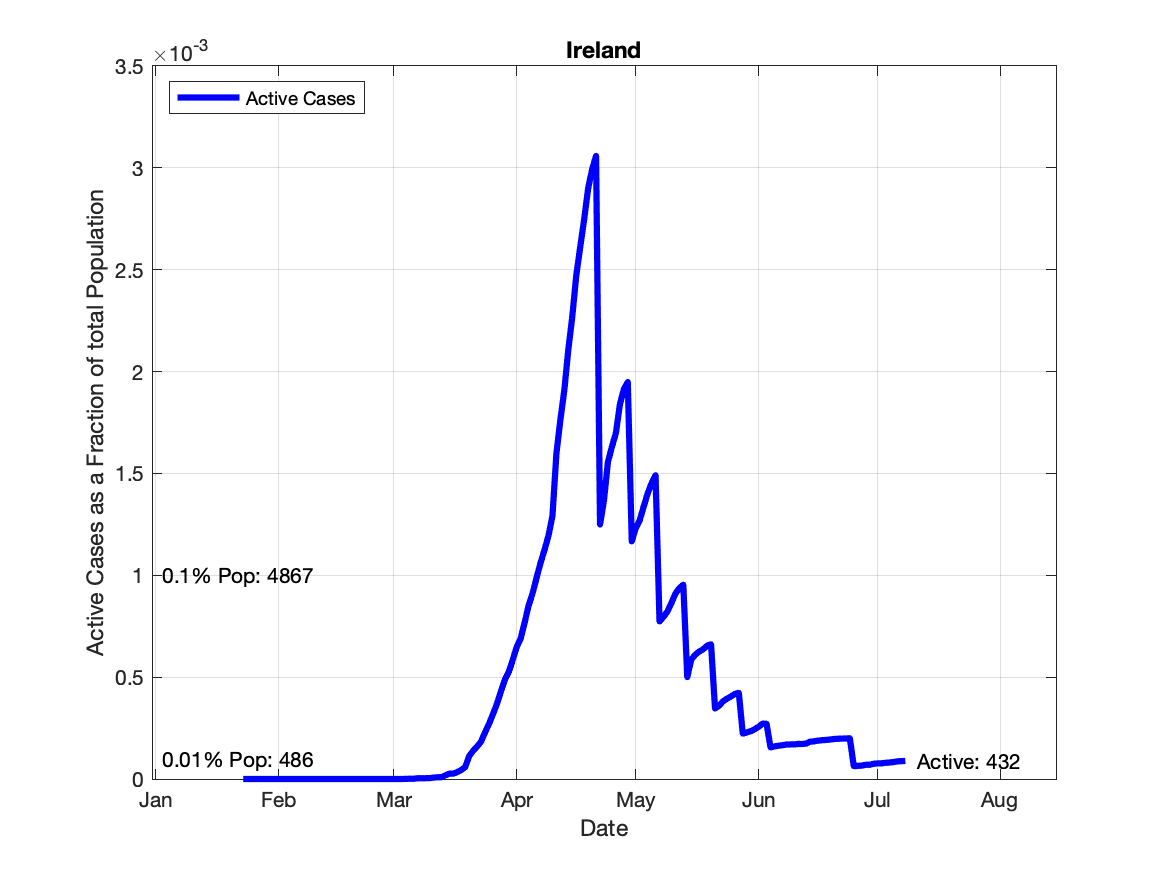 Ireland
×10-3
3.5
Active Cases
3
2.5
2
1.5
1
0.1% Pop: 4867
0.5
0.01% Pop: 486
0
Active: 432
Jan Feb Mar Apr May Jun Jul Aug
Date
Active Cases as a Fraction of total Population